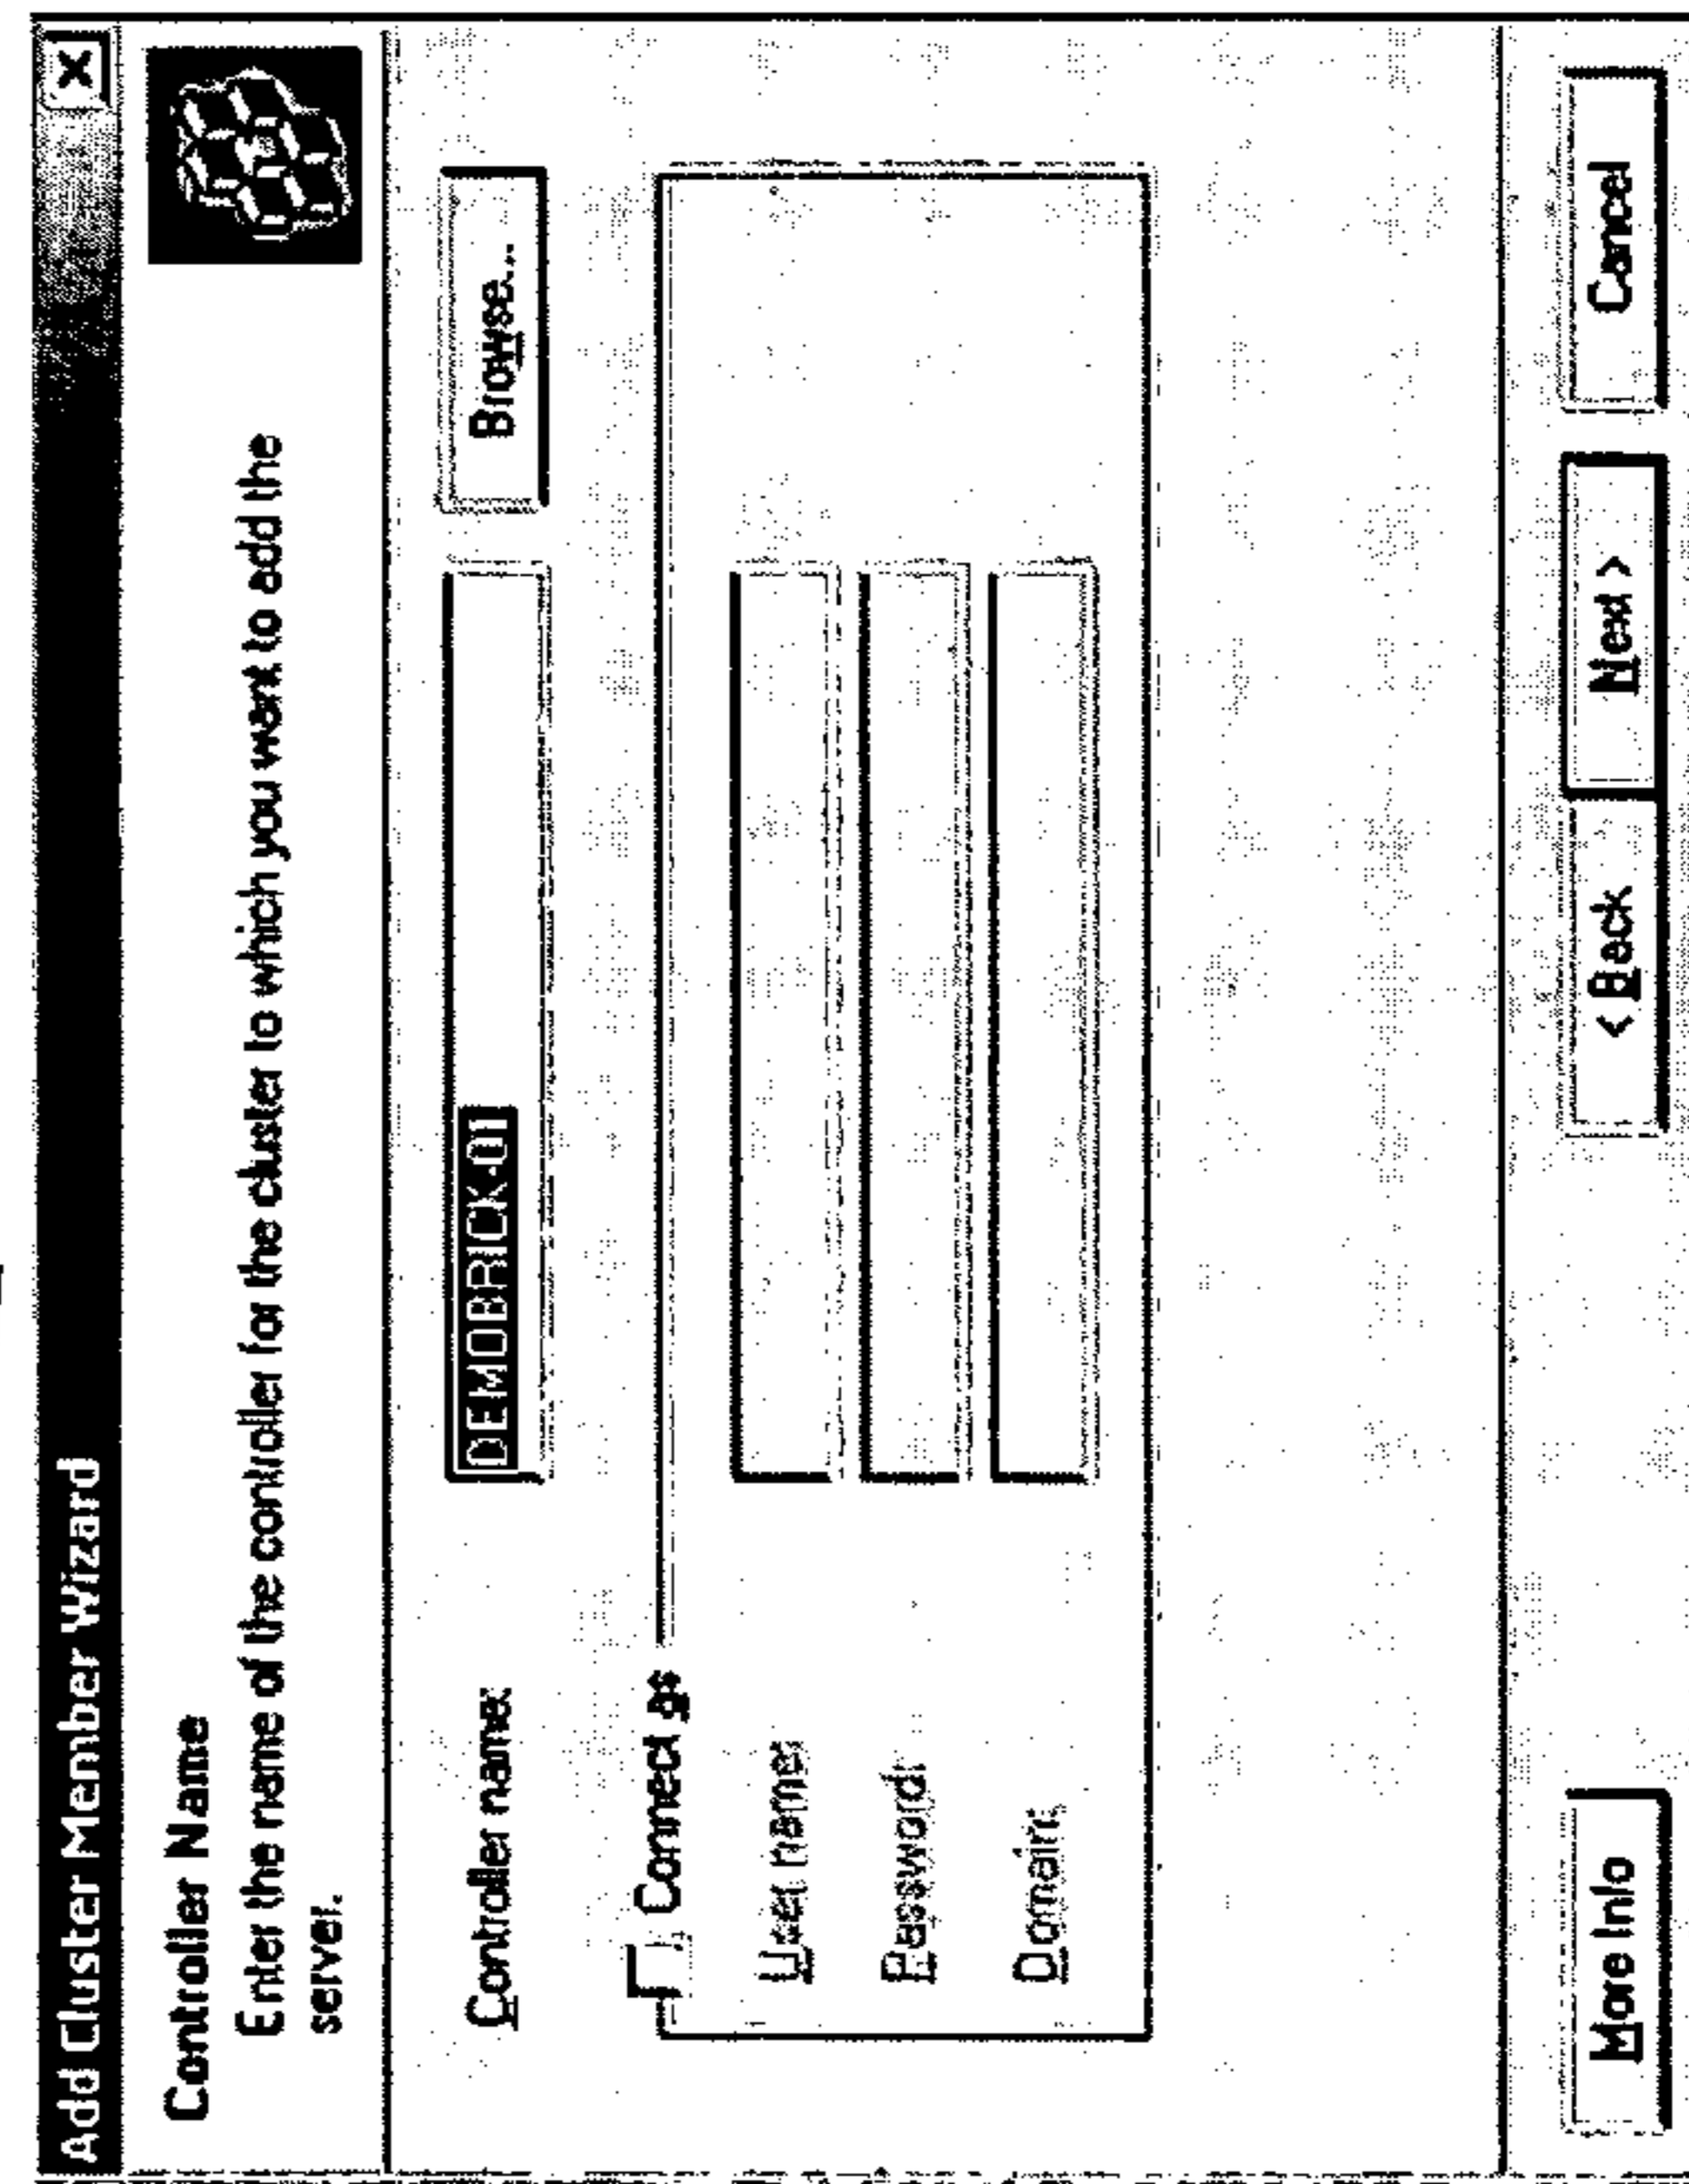 Add Cluster Member Wizard
Controller Name
Enter the name of the controller for the cluster to which you want to add the
server.
Controller name: DEMOBRICK-01 Browse...
Connect as
User name:
Password:
Domain:
More Info < Back Next > Cancel